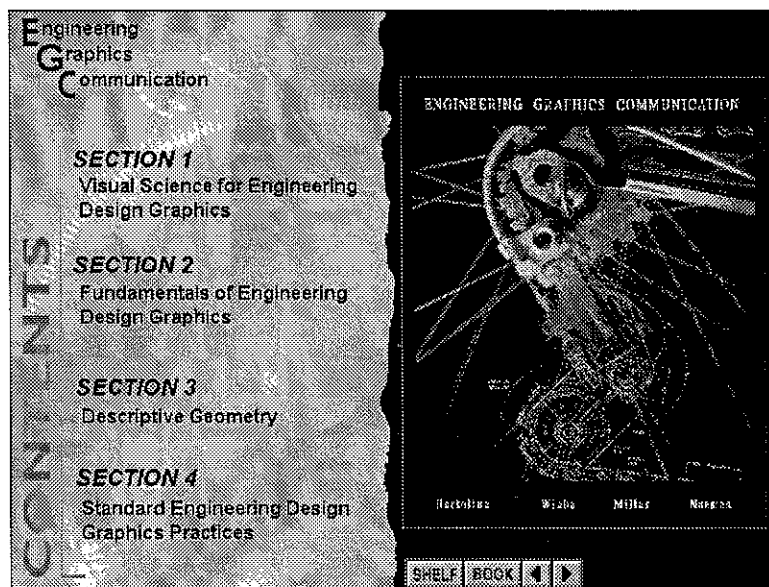 Engineering
Graphics
Communication
SECTION 1
Visual Science for Engineering
Design Graphics
SECTION 2
Fundamentals of Engineering
Design Graphics
SECTION 3
Descriptive Geometry
SECTION 4
Standard Engineering Design
Graphics Practices
CONTENTS
ENGINEERING GRAPHICS COMMUNICATION
Wiebe Miller
SHELF BOOK